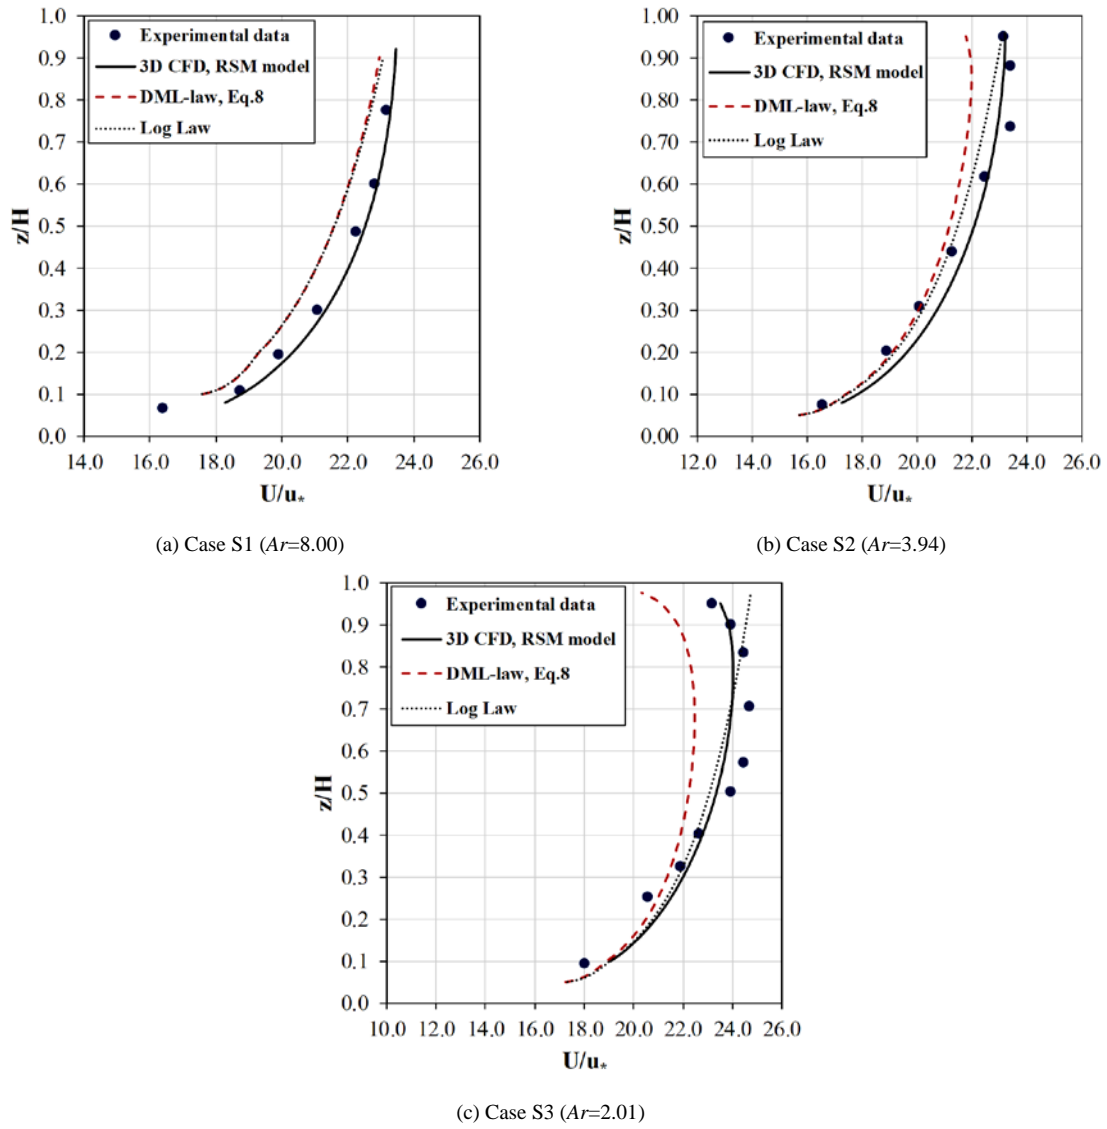 1.0
0.9
0.8
0.7
0.6
0.5
0.4
0.3
0.2
0.1
0.0
z/H
Experimental data
3D CFD, RSM model
DML-law, Eq.8
Log Law
14.0 16.0 18.0 20.0 22.0 24.0 26.0
U/u*
(a) Case S1 (Ar=8.00)
1.00
0.90
0.80
0.70
0.60
0.50
0.40
0.30
0.20
0.10
0.00
z/H
Experimental data
3D CFD, RSM model
DML-law, Eq.8
Log Law
12.0 14.0 16.0 18.0 20.0 22.0 24.0 26.0
U/u*
(b) Case S2 (Ar=3.94)
1.0
0.9
0.8
0.7
0.6
0.5
0.4
0.3
0.2
0.1
0.0
z/H
Experimental data
3D CFD, RSM model
DML-law, Eq.8
Log Law
10.0 12.0 14.0 16.0 18.0 20.0 22.0 24.0 26.0
U/u*
(c) Case S3 (Ar=2.01)